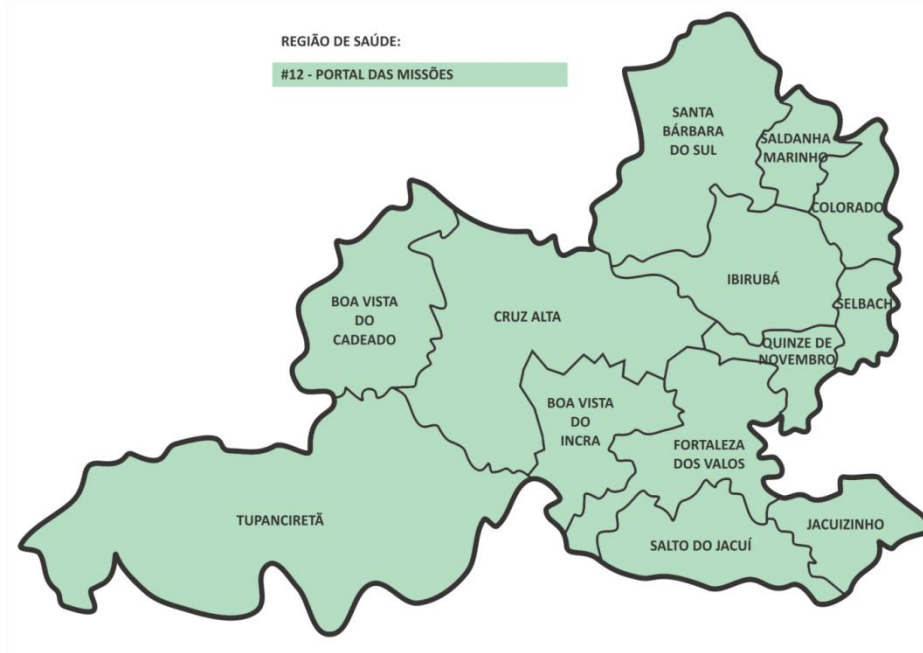 REGIÃO DE SAÚDE:
#12 - PORTAL DAS MISSÕES
SANTA
BÁRBARA
DO SUL
SALDANHA
MARINHO
COLORADO
IBIRUBÁ
SELBACH
BOA VISTA
DO
CADEADO
CRUZ ALTA
QUINZE DE
NOVEMBRO
BOA VISTA
DO
INCRA
FORTALEZA
DOS VALOS
TUPANCIRETÃ
SALTO DO JACUÍ
JACUIZINHO